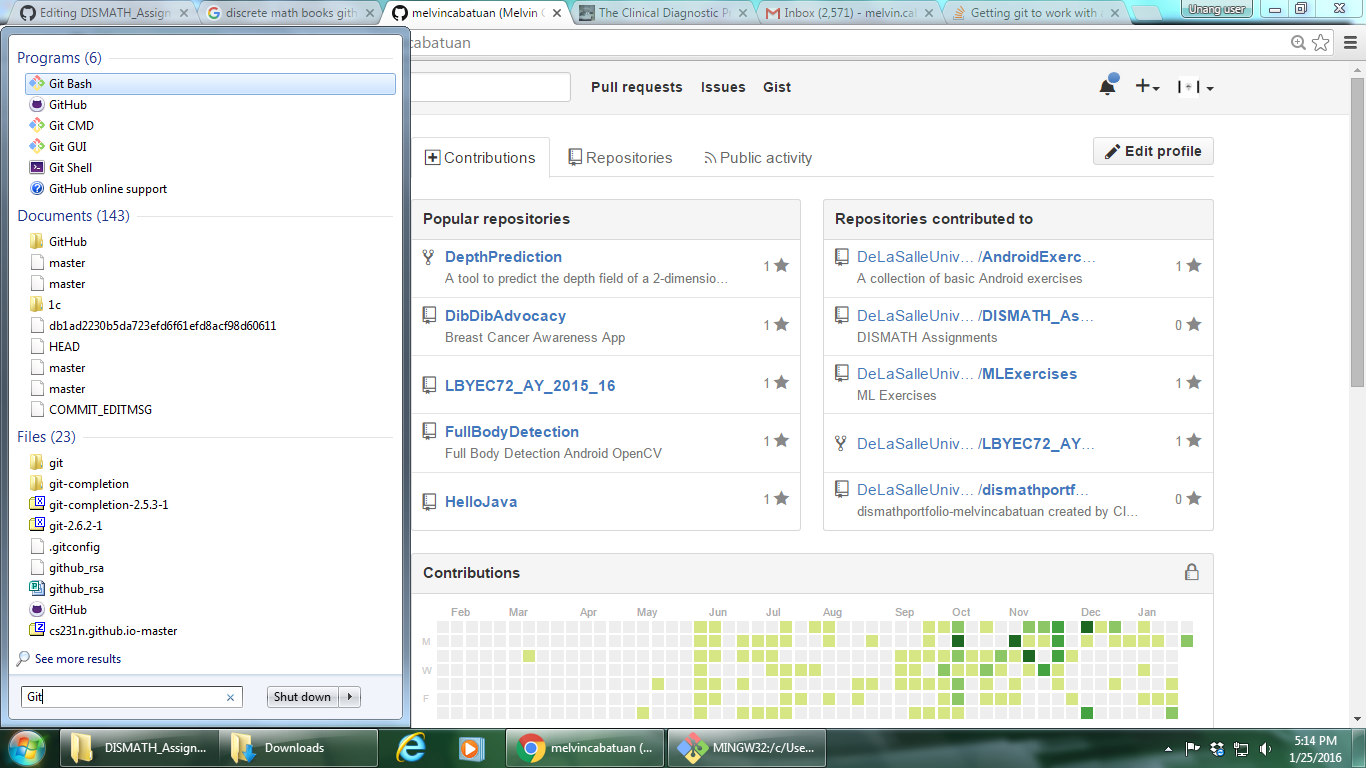 Editing DISMATH_Assign
discrete math books gith
melvincabatuan (Melvin C
The Clinical Diagnostic P
Inbox (2,571) - melvin.cab
Getting git to work with a
Unang user
cabatuan
Programs (6)
Git Bash
GitHub
Git CMD
Git GUI
Git Shell
GitHub online support
Documents (143)
GitHub
master
master
1c
db1ad2230b5da723efd6f61efd8acf98d60611
HEAD
master
master
COMMIT_EDITMSG
Files (23)
git
git-completion
git-completion-2.5.3-1
git-2.6.2-1
.gitconfig
github_rsa
github_rsa
GitHub
cs231n.github.io-master
See more results
Git
Shut down
Pull requests Issues Gist
Contributions Repositories Public activity
Edit profile
Popular repositories
DepthPrediction
A tool to predict the depth field of a 2-dimensio...
1
DibDibAdvocacy
Breast Cancer Awareness App
1
LBYEC72_AY_2015_16
1
FullBodyDetection
Full Body Detection Android OpenCV
1
HelloJava
1
Repositories contributed to
DeLaSalleUniv... /AndroidExerc...
A collection of basic Android exercises
1
DeLaSalleUniv... /DISMATH_As...
DISMATH Assignments
0
DeLaSalleUniv... /MLExercises
ML Exercises
1
DeLaSalleUniv... /LBYEC72_AY...
1
DeLaSalleUniv... /dismathportf...
dismathportfolio-melvincabatuan created by Cl...
0
Contributions
Feb Mar Apr May Jun Jul Aug Sep Oct Nov Dec Jan
M
W
F
DISMATH_Assign...
Downloads
melvincabatuan (...
MINGW32:/c/Use...
5:14 PM
1/25/2016